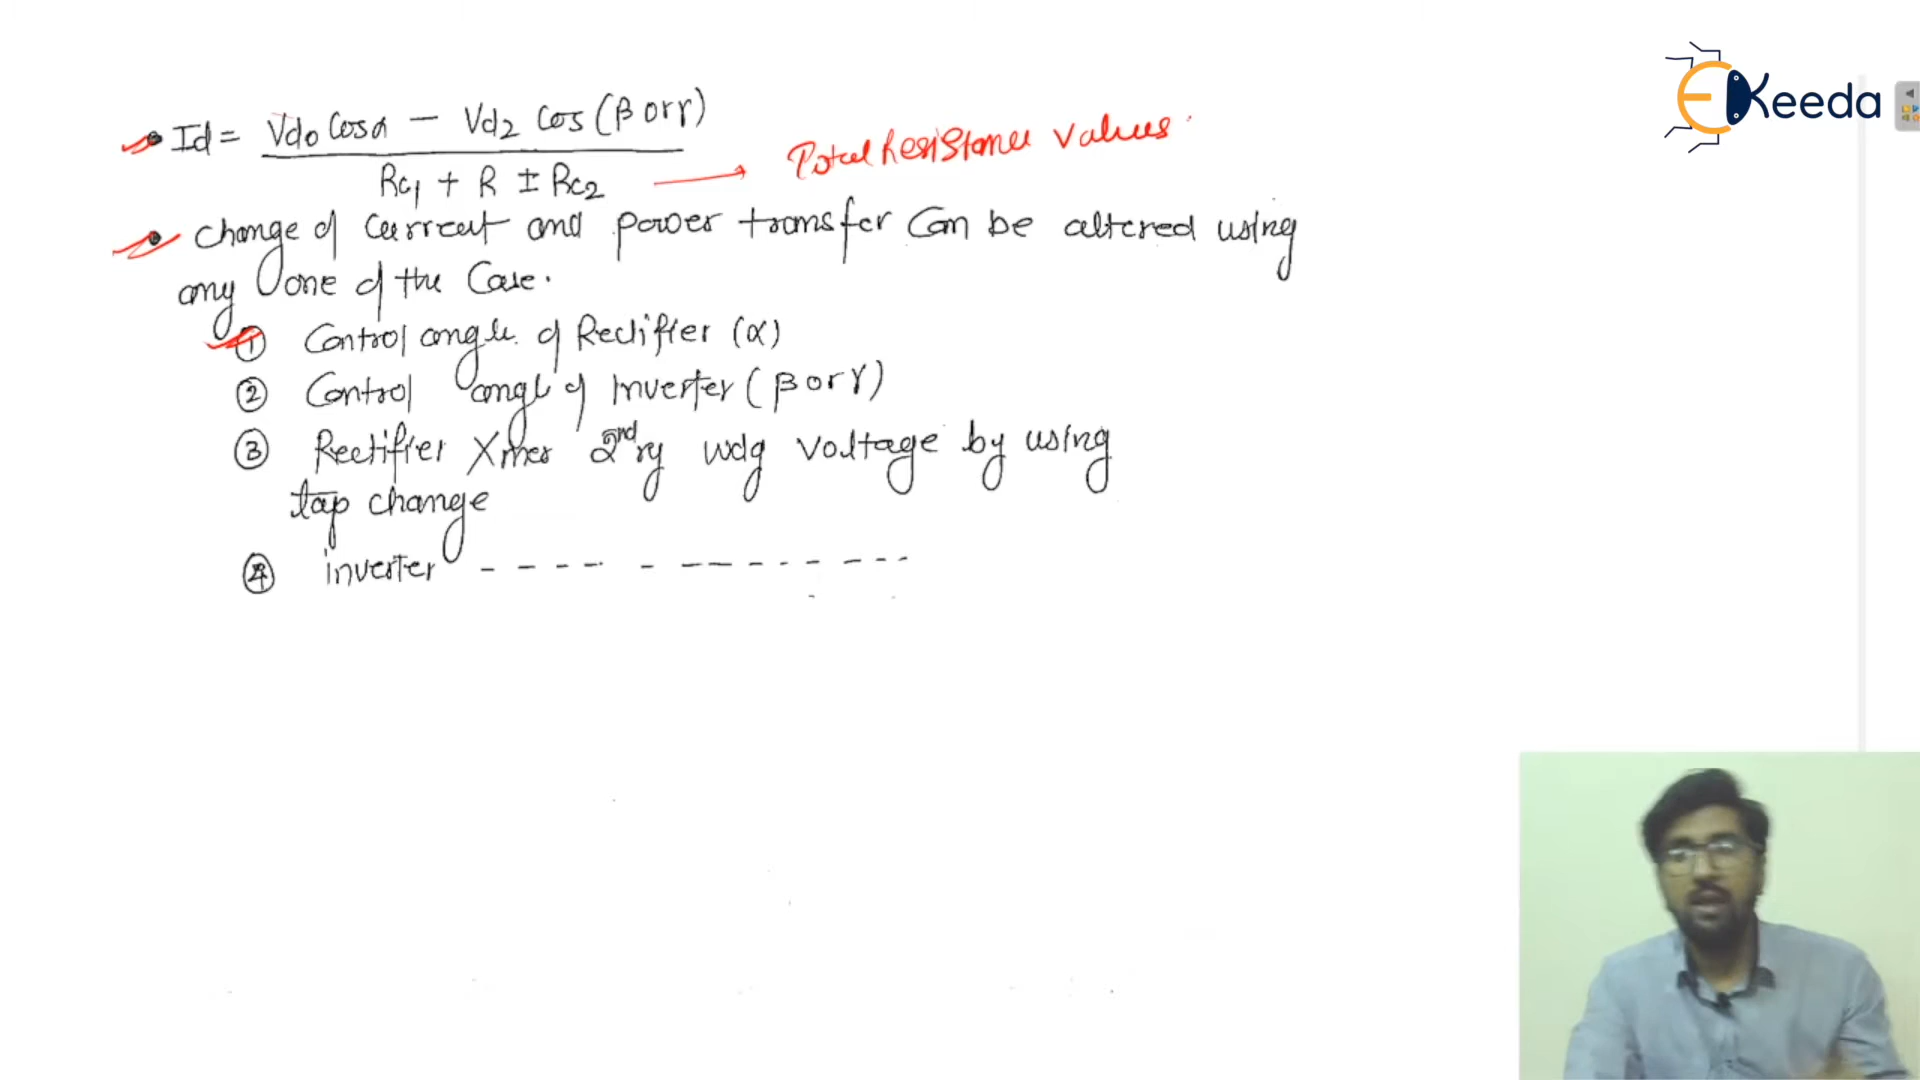 EKeeda
Id = Vdo Cosα - Vd2 Cos (β or γ)
Rc1 + R ± Rc2
Total Resistance Values.
Change of Current and power transfer Can be altered using
any one of the Case.
① Control angle of Rectifier (α)
② Control angle of Inverter (β or γ)
③ Rectifier Xmer 2ndry wdg voltage by using
tap change
④ inverter - - - - - - - - - - - - -